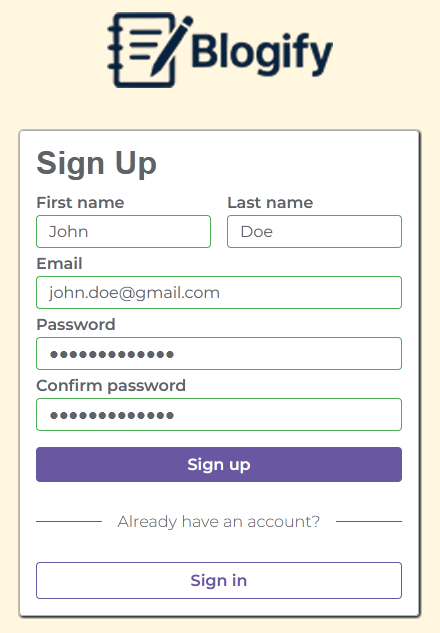 Blogify
Sign Up
First name Last name
John Doe
Email
john.doe@gmail.com
Password
●●●●●●●●●●●●●
Confirm password
●●●●●●●●●●●●●
Sign up
Already have an account?
Sign in